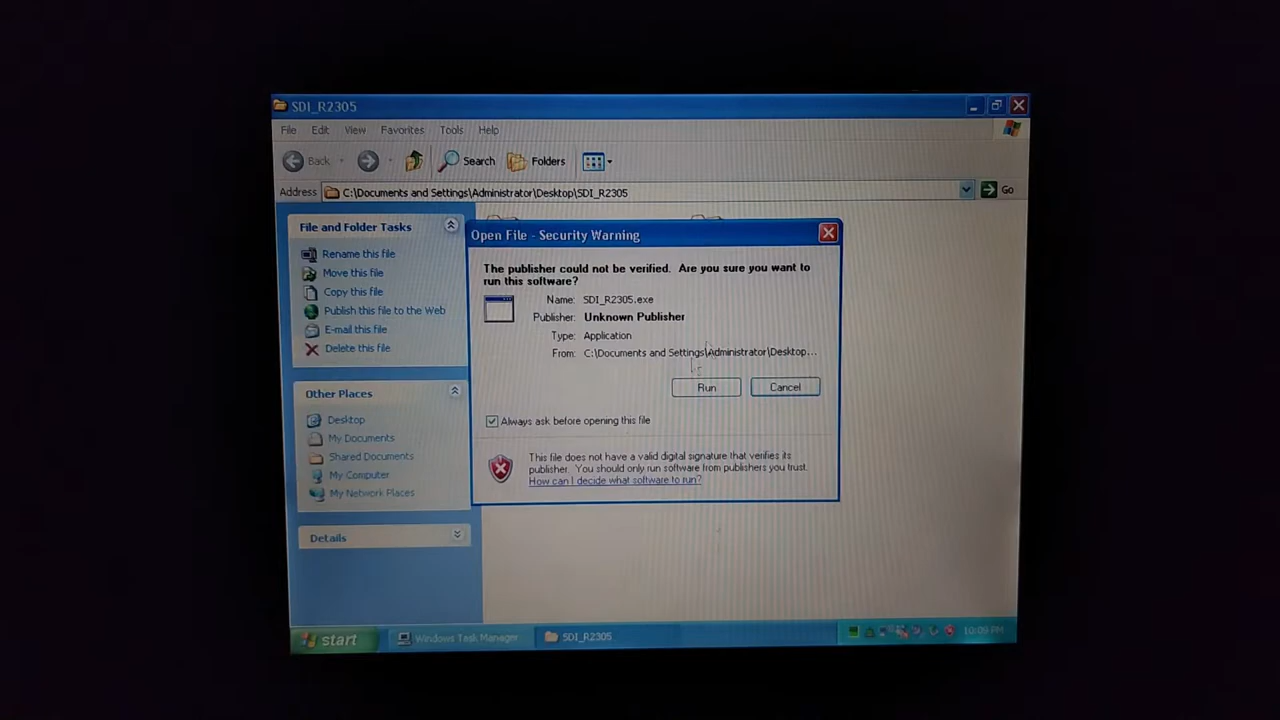 SDI_R2305
File Edit View Favorites Tools Help
Back Search Folders
Address C:\Documents and Settings\Administrator\Desktop\SDI_R2305 Go
File and Folder Tasks
Rename this file
Move this file
Copy this file
Publish this file to the Web
E-mail this file
Delete this file
Other Places
Desktop
My Documents
Shared Documents
My Computer
My Network Places
Details
Open File - Security Warning
The publisher could not be verified. Are you sure you want to
run this software?
Name: SDI_R2305.exe
Publisher: Unknown Publisher
Type: Application
From: C:\Documents and Settings\Administrator\Desktop...
Run Cancel
Always ask before opening this file
This file does not have a valid digital signature that verifies its
publisher. You should only run software from publishers you trust.
How can I decide what software to run?
start Windows Task Manager SDI_R2305 10:09 PM